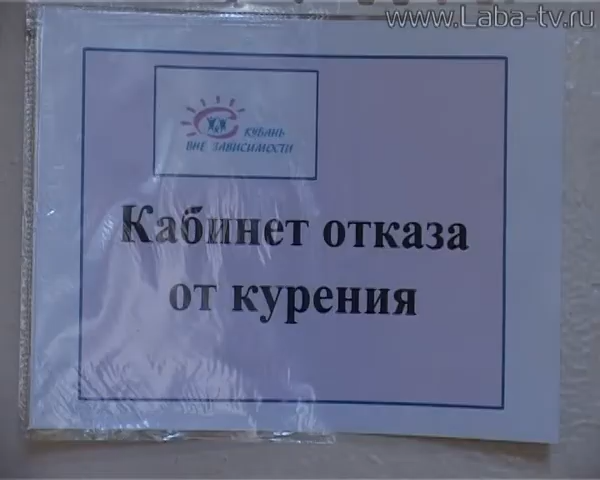 www.Laba-tv.ru
КУБАНЬ
ВНЕ ЗАВИСИМОСТИ
Кабинет отказа
от курения